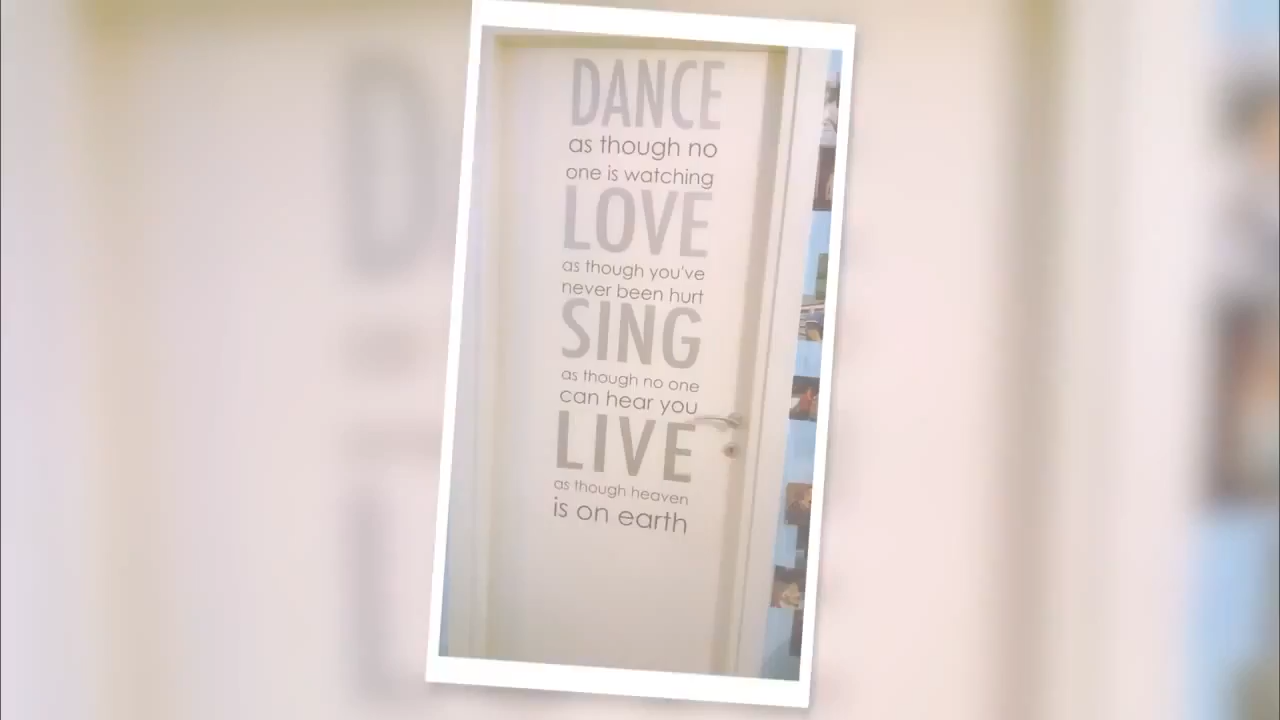 DANCE
as though no
one is watching
LOVE
as though you've
never been hurt
SING
as though no one
can hear you
LIVE
as though heaven
is on earth